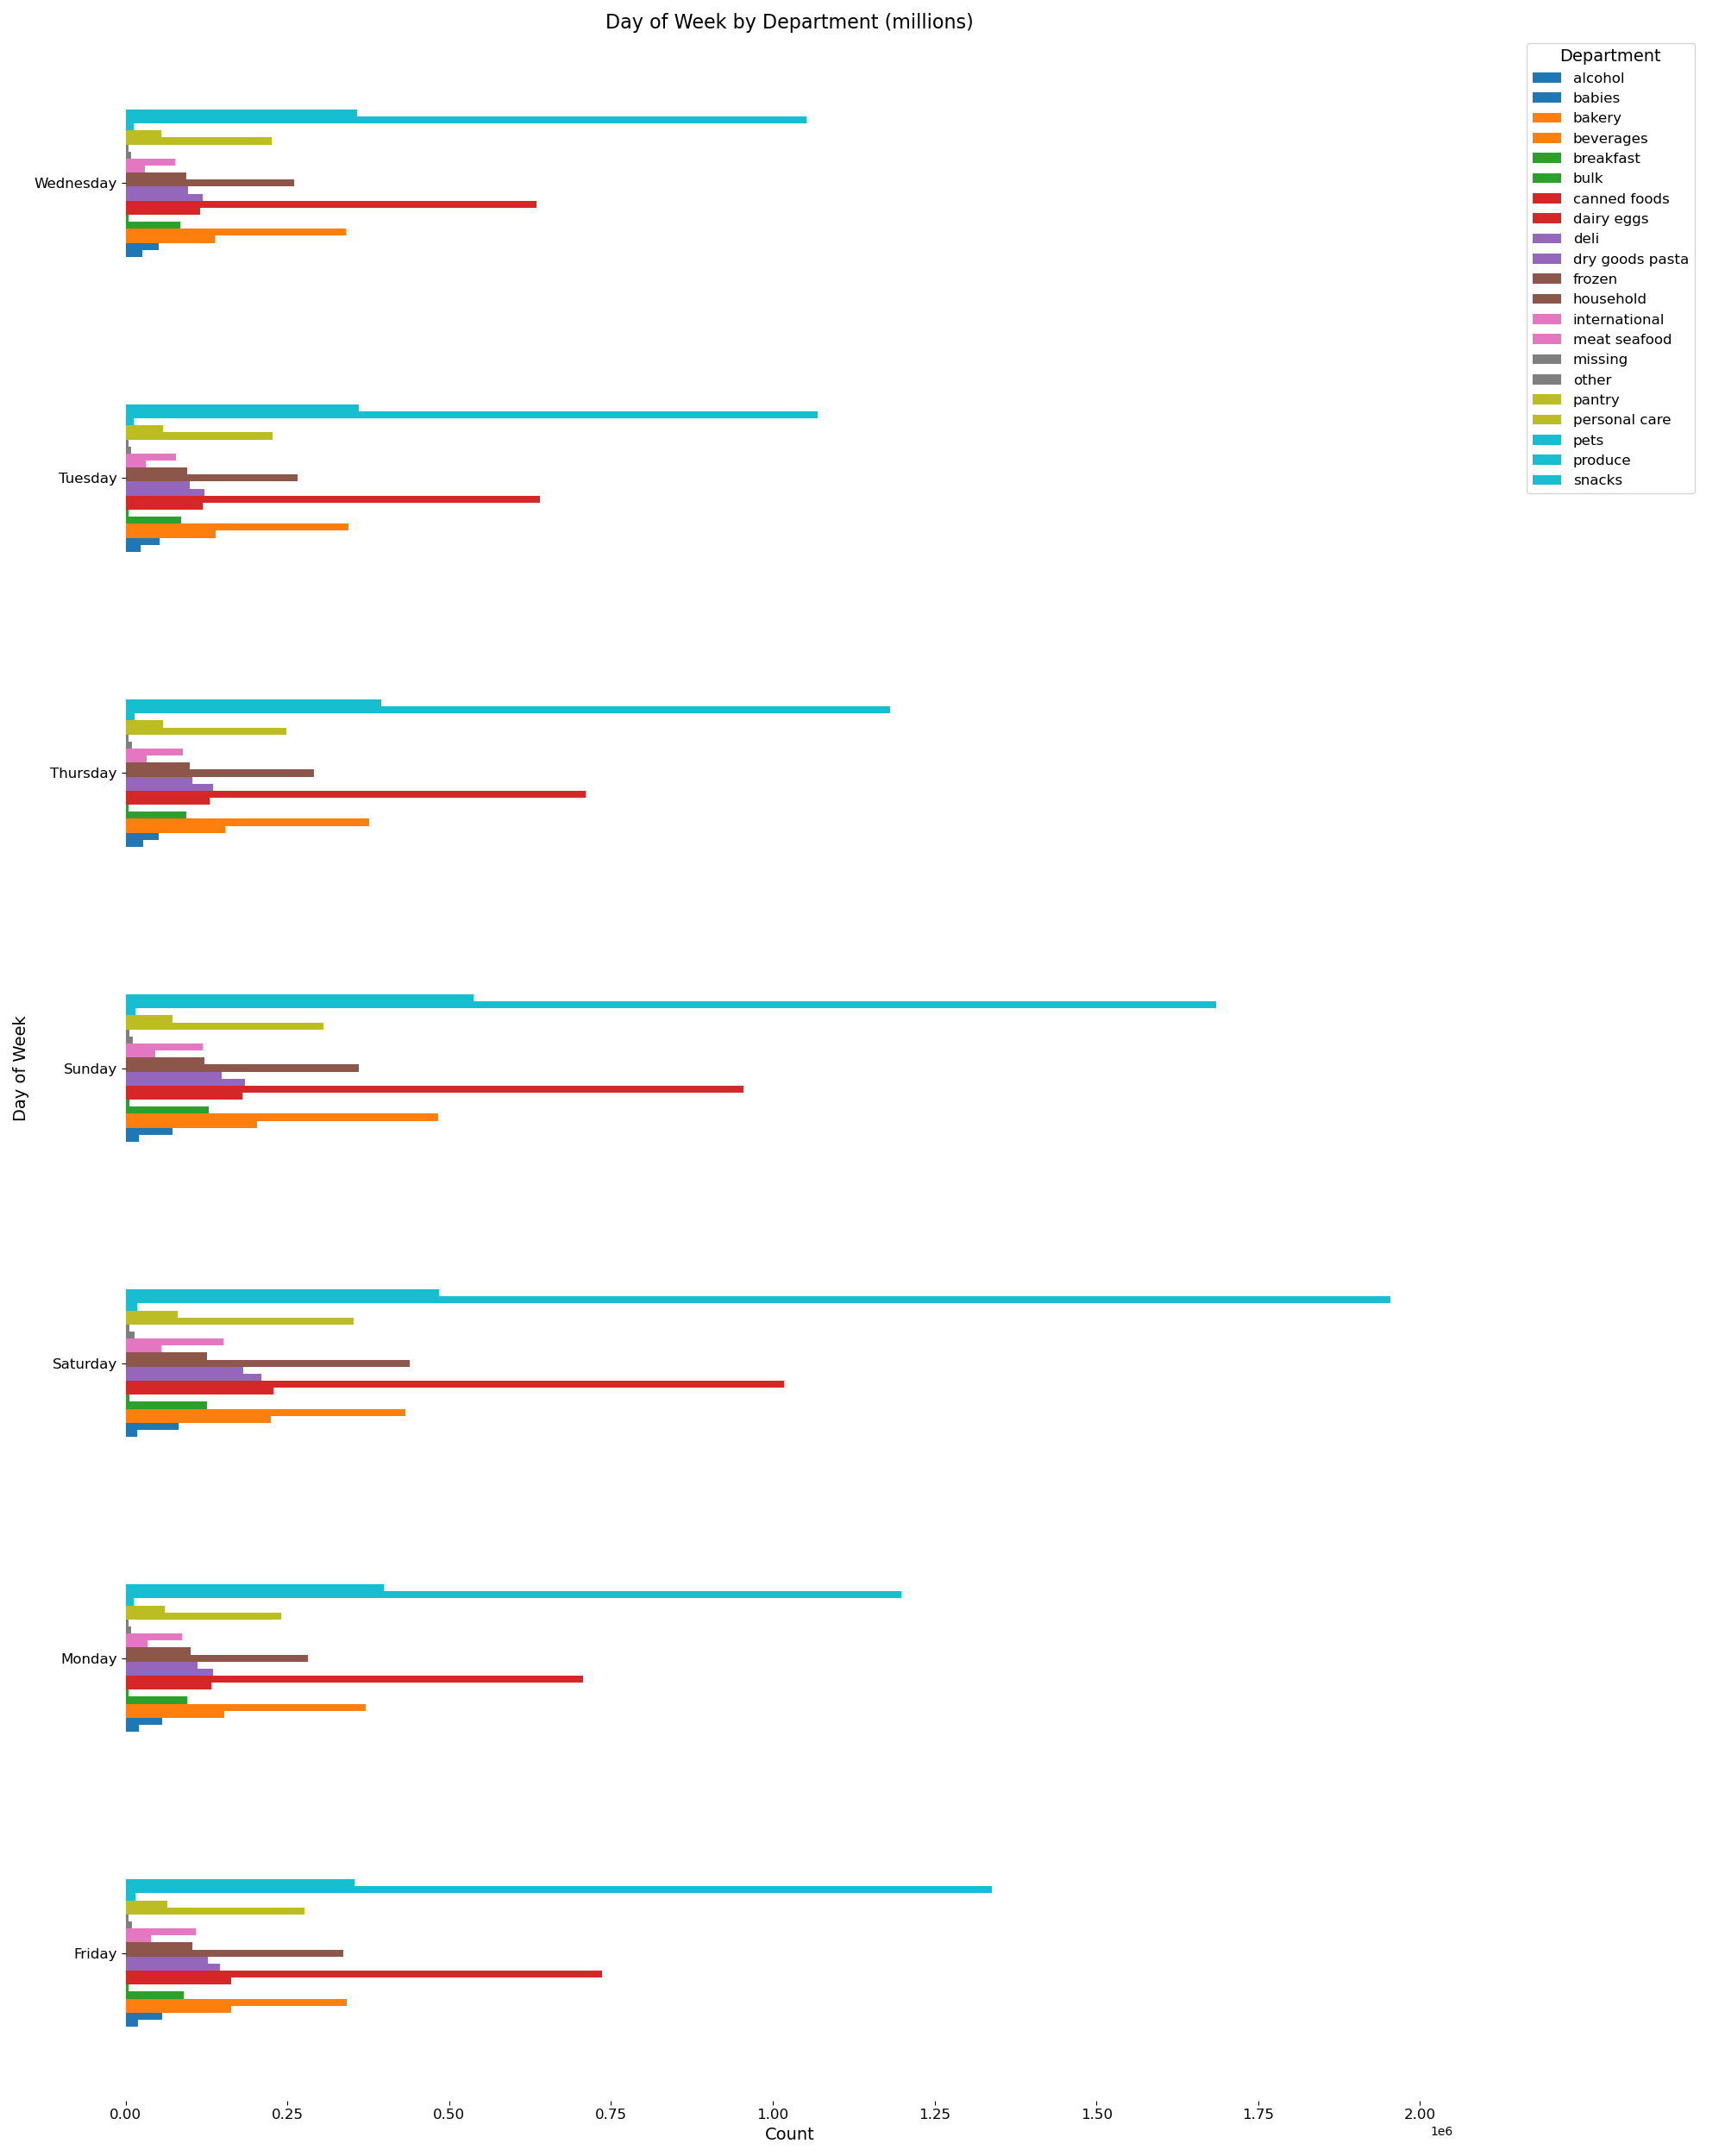 Day of Week by Department (millions)
Department
alcohol
babies
bakery
beverages
breakfast
bulk
canned foods
dairy eggs
deli
dry goods pasta
frozen
household
international
meat seafood
missing
other
pantry
personal care
pets
produce
snacks
Day of Week
Wednesday
Tuesday
Thursday
Sunday
Saturday
Monday
Friday
0.00 0.25 0.50 0.75 1.00 1.25 1.50 1.75 2.00
1e6
Count